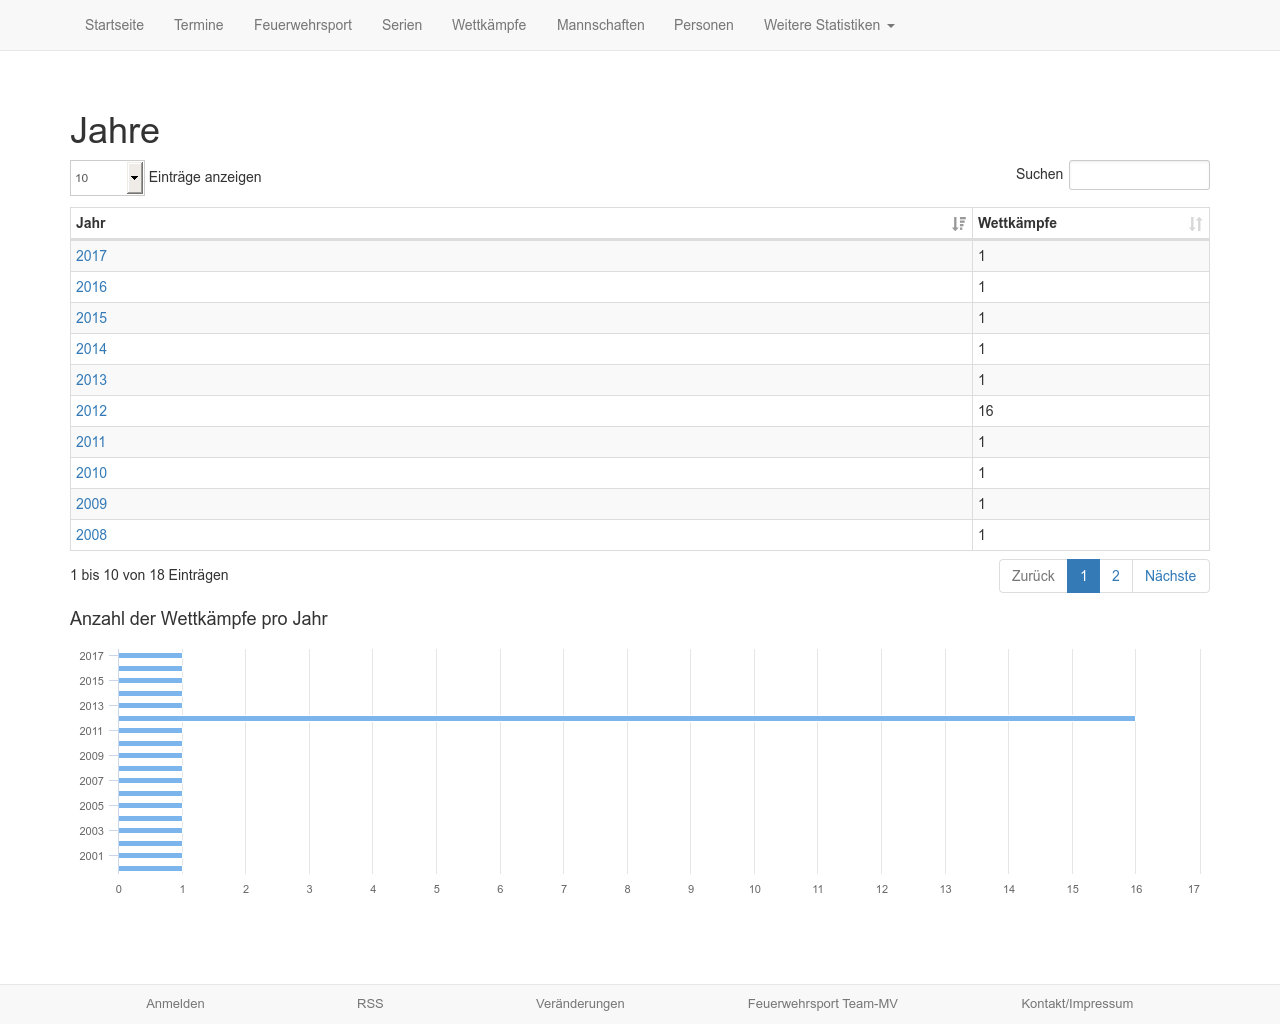 Startseite Termine Feuerwehrsport Serien Wettkämpfe Mannschaften Personen Weitere Statistiken
Jahre
10 Einträge anzeigen Suchen
Jahr Wettkämpfe
2017 1
2016 1
2015 1
2014 1
2013 1
2012 16
2011 1
2010 1
2009 1
2008 1
1 bis 10 von 18 Einträgen Zurück 1 2 Nächste
Anzahl der Wettkämpfe pro Jahr
2017
2015
2013
2011
2009
2007
2005
2003
2001
0 1 2 3 4 5 6 7 8 9 10 11 12 13 14 15 16 17
Anmelden RSS Veränderungen Feuerwehrsport Team-MV Kontakt/Impressum